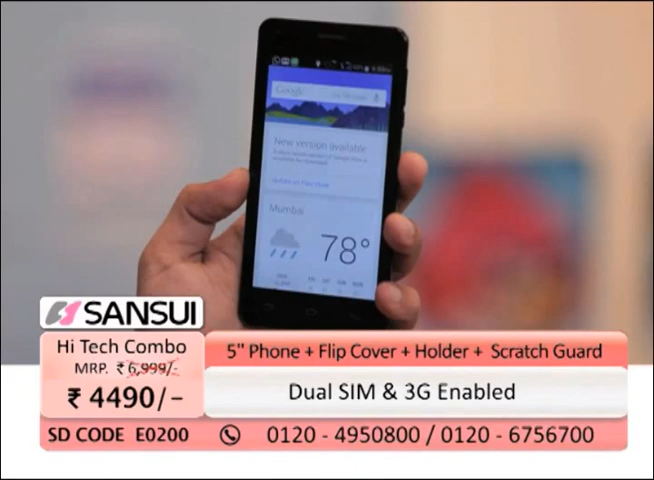 Google
New version available
Mumbai
78°
SANSUI
Hi Tech Combo
MRP. ₹ 6,999/-
₹ 4490/-
5" Phone + Flip Cover + Holder + Scratch Guard
Dual SIM & 3G Enabled
SD CODE E0200
0120 - 4950800 / 0120 - 6756700